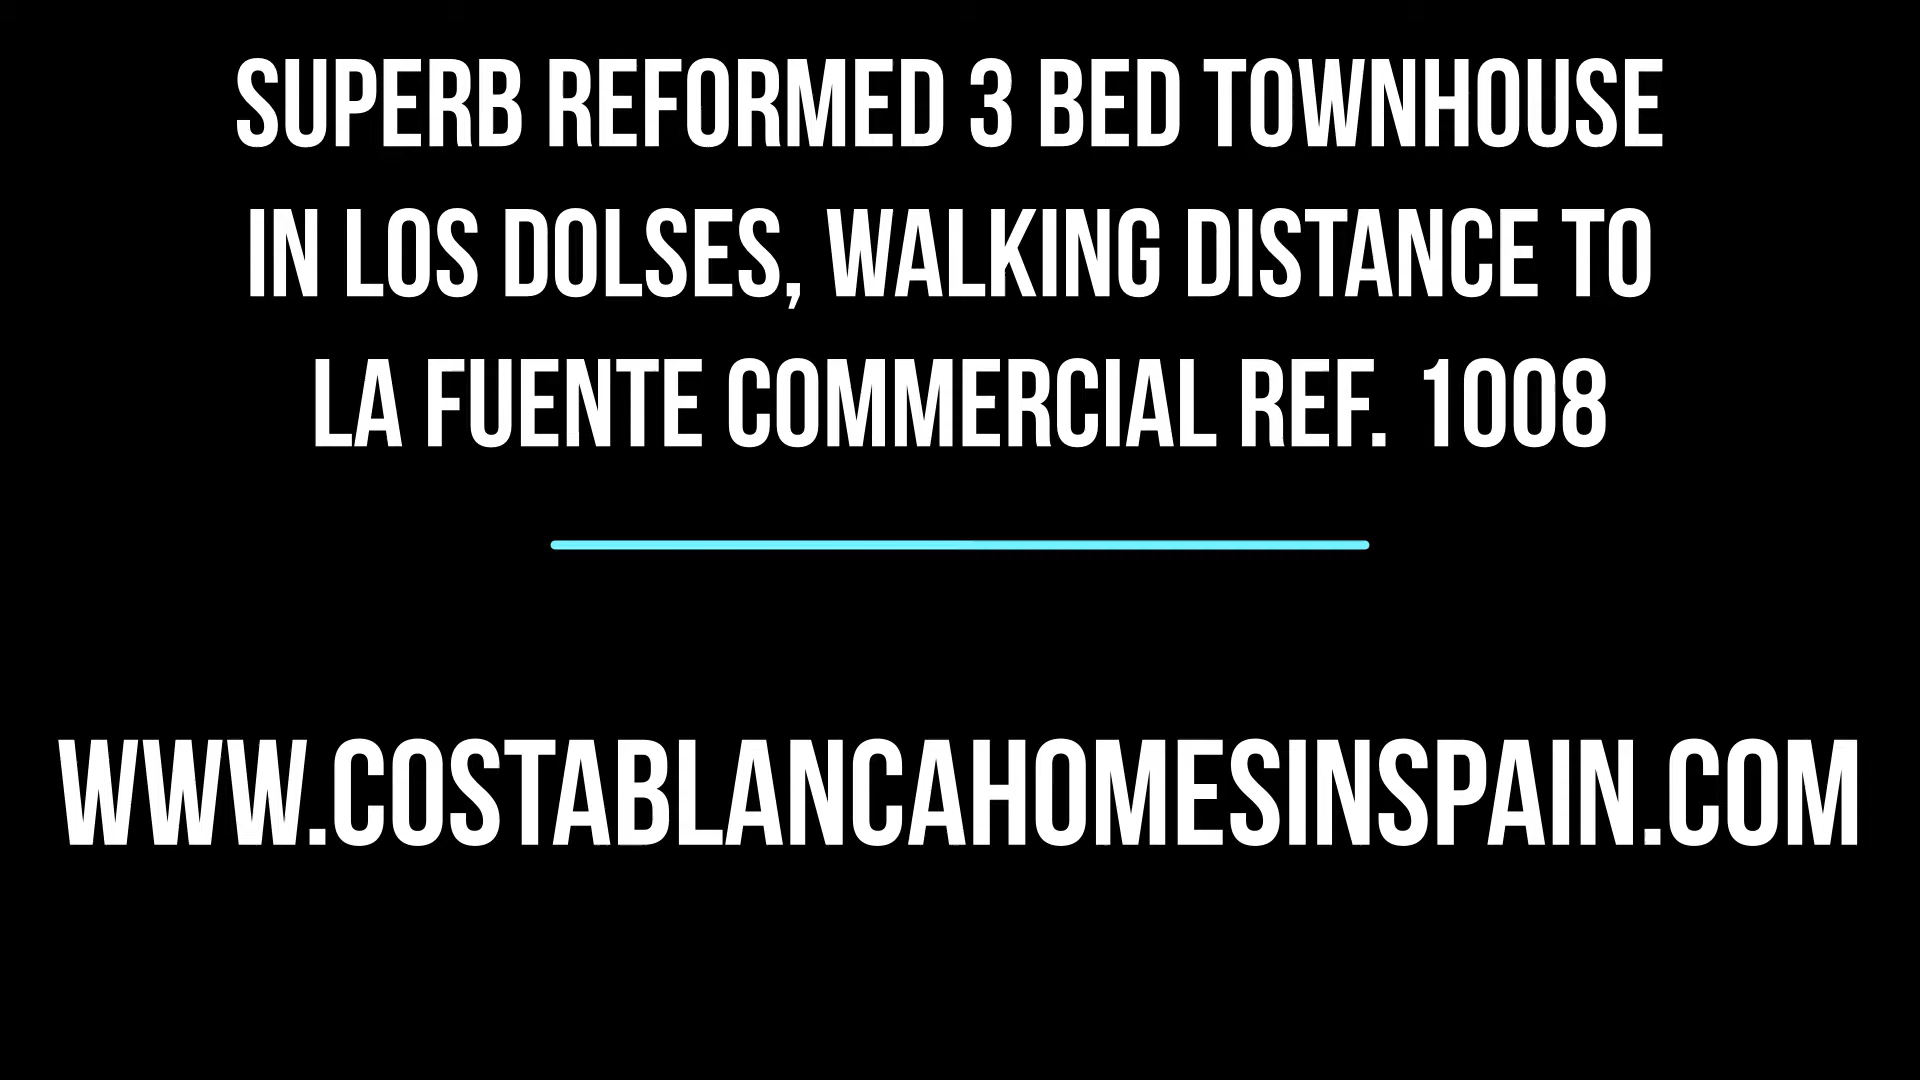 SUPERB REFORMED 3 BED TOWNHOUSE
IN LOS DOLSES, WALKING DISTANCE TO
LA FUENTE COMMERCIAL REF. 1008
WWW.COSTABLANCAHOMESINSPAIN.COM